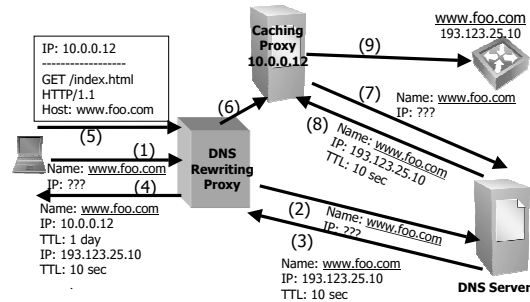 www.foo.com
193.123.25.10
Caching
Proxy
10.0.0.12
(9)
IP: 10.0.0.12
-------------------
GET /index.html
HTTP/1.1
Host: www.foo.com
(6)
(7)
Name: www.foo.com
IP: ???
(5)
(8)
Name: www.foo.com
IP: 193.123.25.10
TTL: 10 sec
(1)
Name: www.foo.com
IP: ???
DNS
Rewriting
Proxy
(4)
Name: www.foo.com
IP: 10.0.0.12
TTL: 1 day
IP: 193.123.25.10
TTL: 10 sec
(2)
Name: www.foo.com
IP: ???
(3)
Name: www.foo.com
IP: 193.123.25.10
TTL: 10 sec
DNS Server